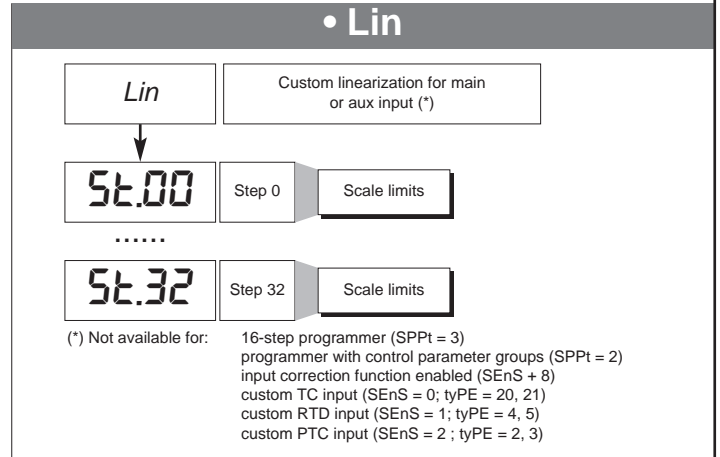 • Lin
Lin
Custom linearization for main
or aux input (*)
St.00
Step 0
Scale limits
......
St.32
Step 32
Scale limits
(*) Not available for: 16-step programmer (SPPt = 3)
programmer with control parameter groups (SPPt = 2)
input correction function enabled (SEnS + 8)
custom TC input (SEnS = 0; tyPE = 20, 21)
custom RTD input (SEnS = 1; tyPE = 4, 5)
custom PTC input (SEnS = 2 ; tyPE = 2, 3)